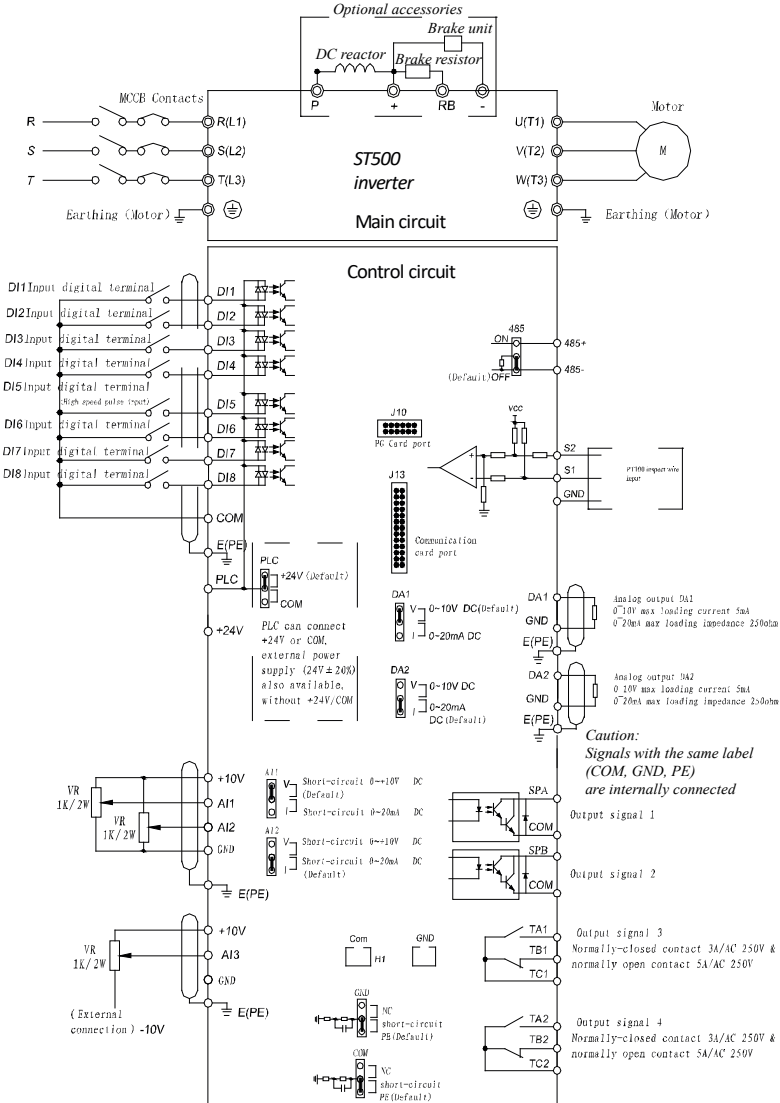 Optional accessories
Brake unit
DC reactor
Brake resistor
P
+
RB
-
MCCB Contacts
R
R(L1)
S
S(L2)
T
T(L3)
Earthing (Motor)
ST500
inverter
Main circuit
Motor
U(T1)
V(T2)
M
W(T3)
Earthing (Motor)
Control circuit
DI1 Input digital terminal
DI1
DI2 Input digital terminal
DI2
DI3 Input digital terminal
DI3
DI4 Input digital terminal
DI4
DI5 Input digital terminal
(High speed pulse input)
DI5
DI6 Input digital terminal
DI6
DI7 Input digital terminal
DI7
DI8 Input digital terminal
DI8
COM
E(PE)
PLC
+24V
PLC
+24V (Default)
COM
PLC can connect
+24V or COM,
external power
supply (24V±20%)
also available,
without +24V/COM
485
ON
485+
(Default)OFF
485-
J10
PG Card port
J13
Communication
card port
VCC
+
-
S2
S1
GND
PT100
input
DA1
V
0~10V DC(Default)
I
0~20mA DC
DA2
V
0~10V DC
I
0~20mA
DC(Default)
DA1
GND
E(PE)
Analog output DA1
0~10V max loading current 5mA
0~20mA max loading impedance 250ohm
DA2
GND
E(PE)
Analog output DA2
0 10V max loading current 5mA
0~20mA max loading impedance 250ohm
Caution:
Signals with the same label
(COM, GND, PE)
are internally connected
VR
1K/2W
VR
1K/2W
+10V
AI1
AI2
GND
E(PE)
AI1
V
Short-circuit 0~+10V DC
(Default)
I
Short-circuit 0~20mA DC
AI2
V
Short-circuit 0~+10V DC
I
Short-circuit 0~20mA DC
(Default)
SPA
COM
Output signal 1
SPB
COM
Output signal 2
VR
1K/2W
+10V
AI3
GND
E(PE)
(External
connection) -10V
Com
H1
GND
GND
NC
short-circuit
PE(Default)
COM
NC
short-circuit
PE(Default)
TA1
TB1
TC1
Output signal 3
Normally-closed contact 3A/AC 250V &
normally open contact 5A/AC 250V
TA2
TB2
TC2
Output signal 4
Normally-closed contact 3A/AC 250V &
normally open contact 5A/AC 250V